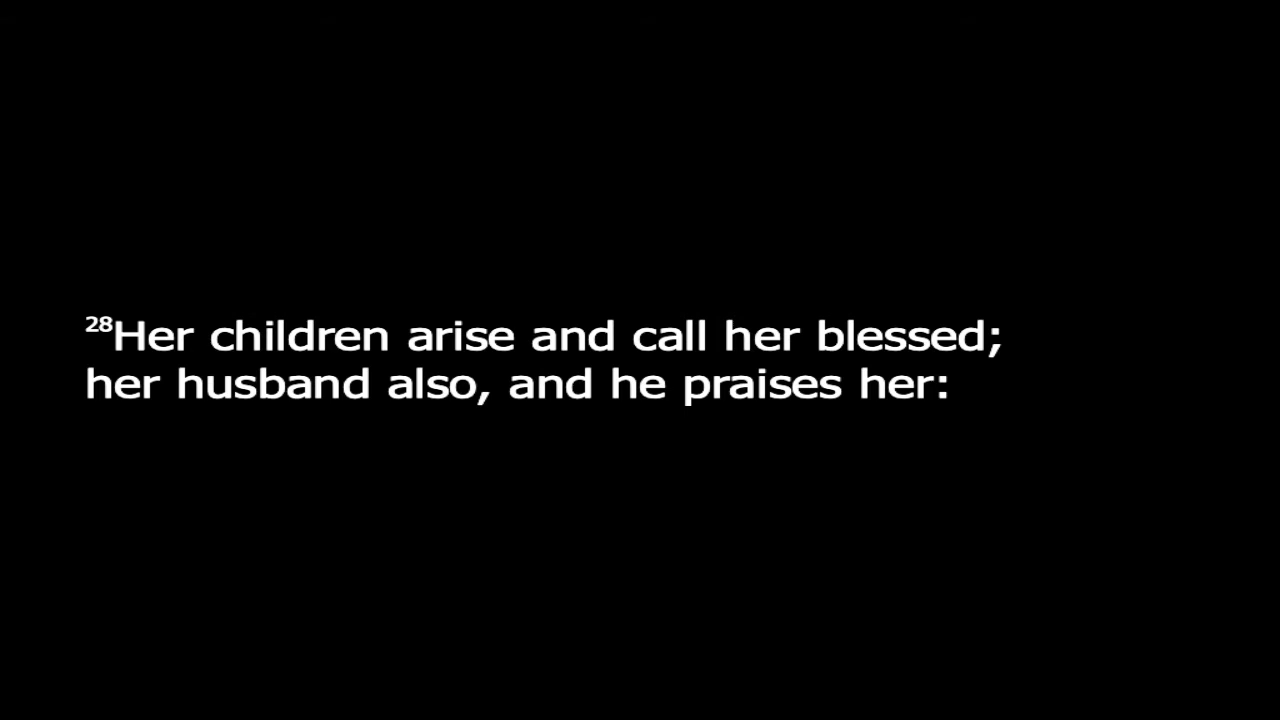 ²⁸Her children arise and call her blessed;
her husband also, and he praises her: